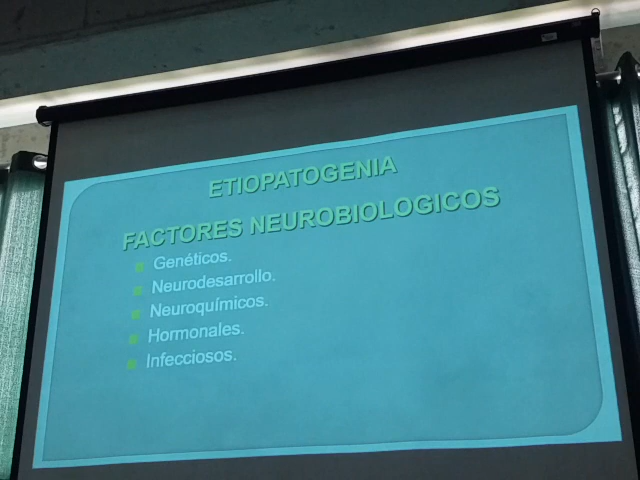 ETIOPATOGENIA
FACTORES NEUROBIOLOGICOS
Genéticos.
Neurodesarrollo.
Neuroquímicos.
Hormonales.
Infecciosos.